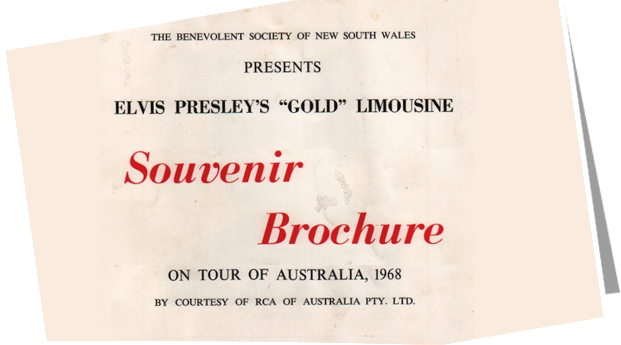 THE BENEVOLENT SOCIETY OF NEW SOUTH WALES
PRESENTS
ELVIS PRESLEY'S “GOLD” LIMOUSINE
Souvenir
Brochure
ON TOUR OF AUSTRALIA, 1968
BY COURTESY OF RCA OF AUSTRALIA PTY. LTD.